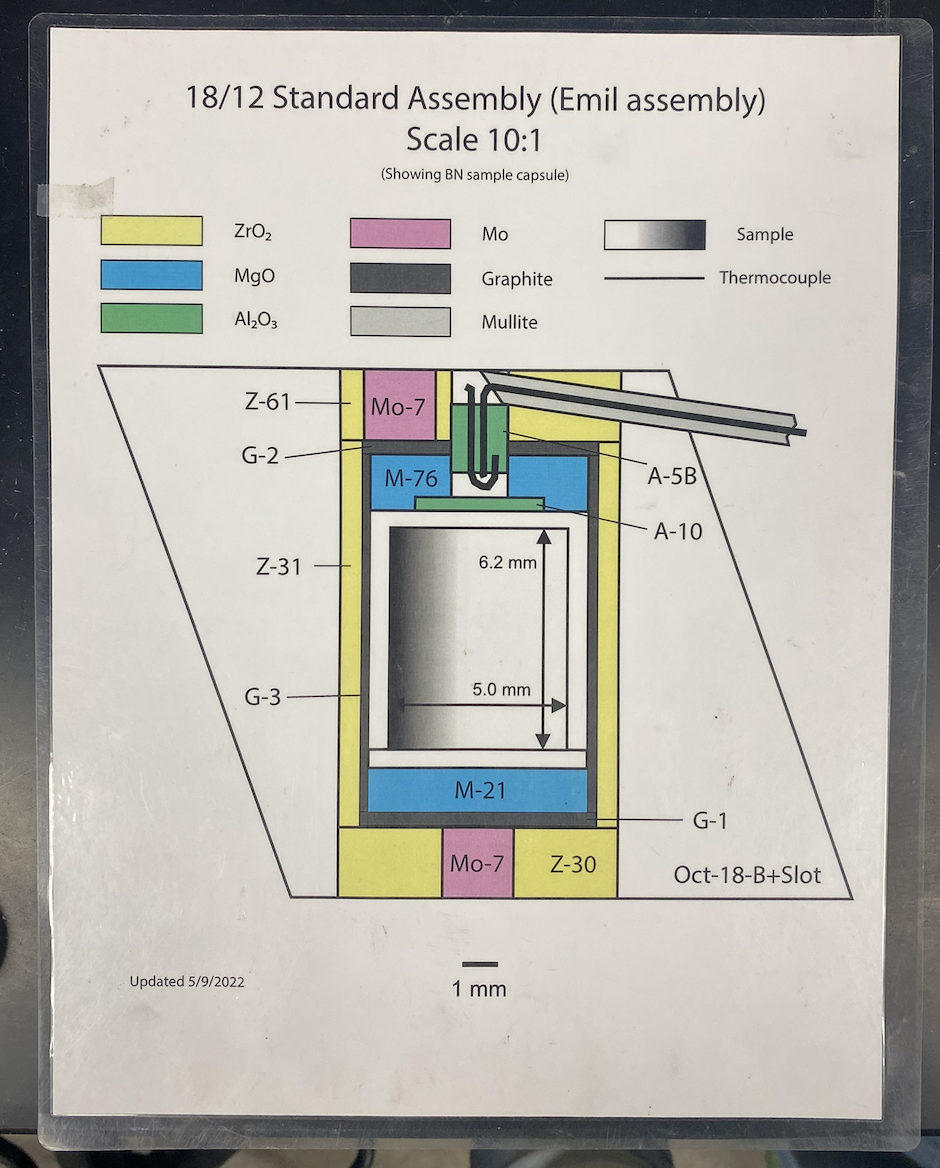 18/12 Standard Assembly (Emil assembly)
Scale 10:1
(Showing BN sample capsule)
ZrO₂
Mo
Sample
MgO
Graphite
Thermocouple
Al₂O₃
Mullite
Z-61
Mo-7
G-2
M-76
A-5B
A-10
Z-31
6.2 mm
G-3
5.0 mm
M-21
G-1
Mo-7
Z-30
Oct-18-B+Slot
Updated 5/9/2022
1 mm